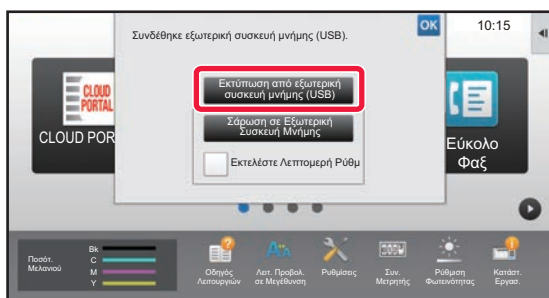 Συνδέθηκε εξωτερική συσκευή μνήμης (USB).
OK
10:15
Εκτύπωση από εξωτερική
συσκευή μνήμης (USB)
Σάρωση σε Εξωτερική
Συσκευή Μνήμης
Εκτελέστε Λεπτομερή Ρύθμ
CLOUD
PORTAL
CLOUD POR
Εύκολο
Φαξ
Ποσότ.
Μελανιού
Bk
C
M
Y
Οδηγός
Λειτουργιών
Λεπ. Προβολ.
σε Μεγέθυνση
Ρυθμίσεις
Συν.
Μετρητής
Ρύθμιση
Φωτεινότητας
Κατάστ.
Εργασ.